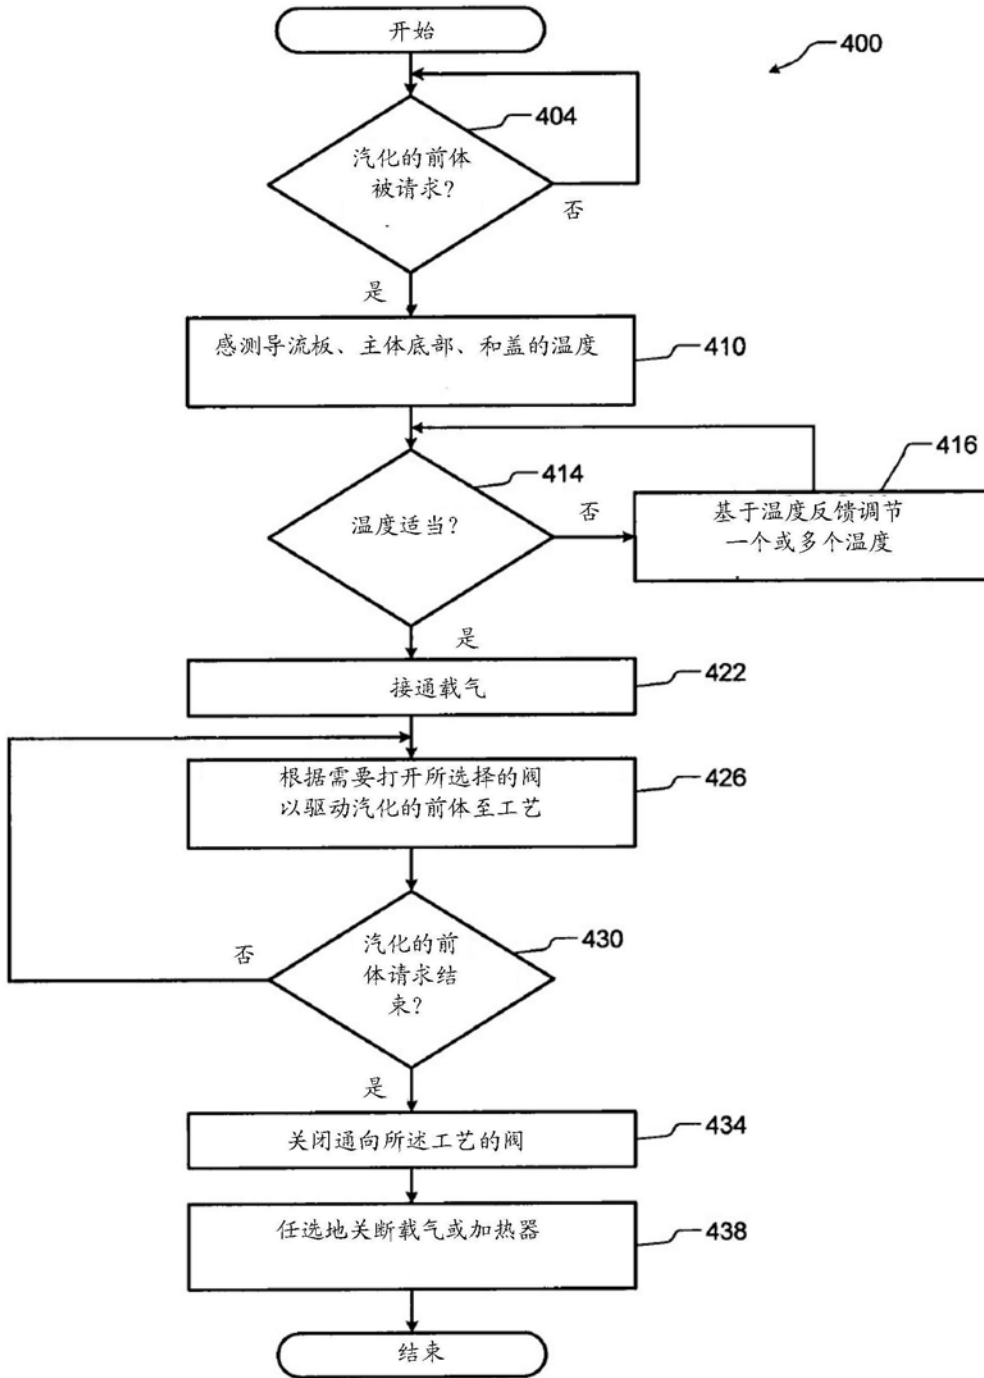 开始
400
404
汽化的前体
被请求?
否
是
感测导流板、主体底部、和盖的温度
410
414
416
温度适当?
否
基于温度反馈调节
一个或多个温度
是
接通载气
422
根据需要打开所选择的阀
以驱动汽化的前体至工艺
426
否
汽化的前
体请求结
束?
430
是
关闭通向所述工艺的阀
434
任选地关断载气或加热器
438
结束